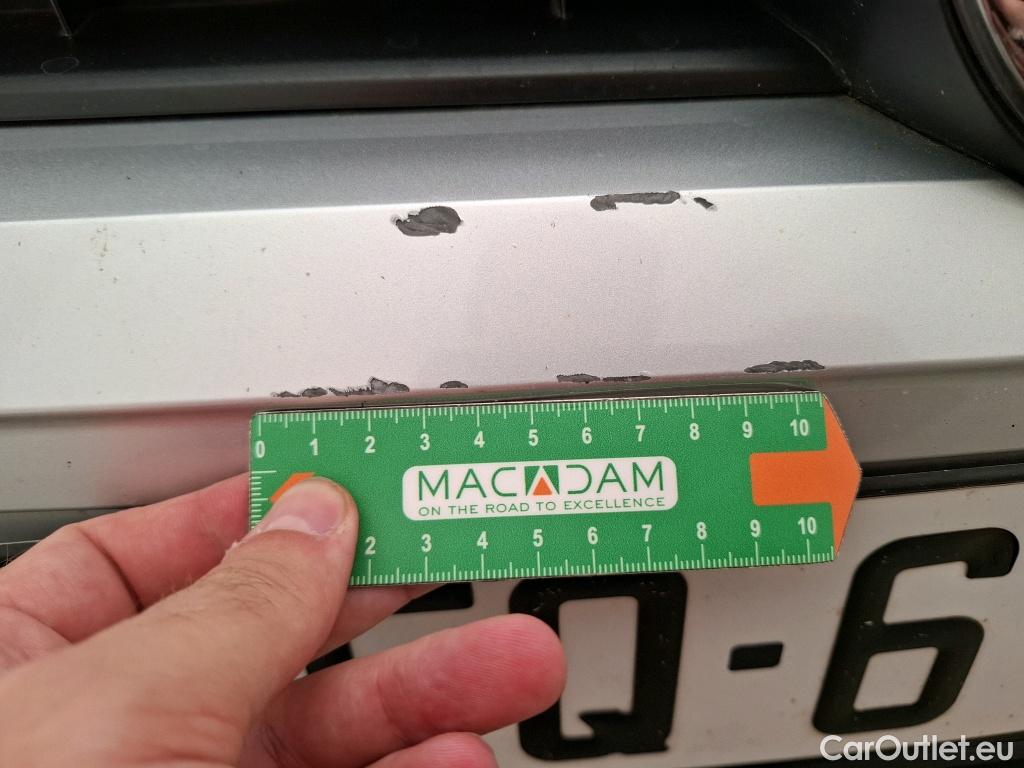 0 1 2 3 4 5 6 7 8 9 10
MACADAM
ON THE ROAD TO EXCELLENCE
2 3 4 5 6 7 8 9 10
Q-6
CarOutlet.eu